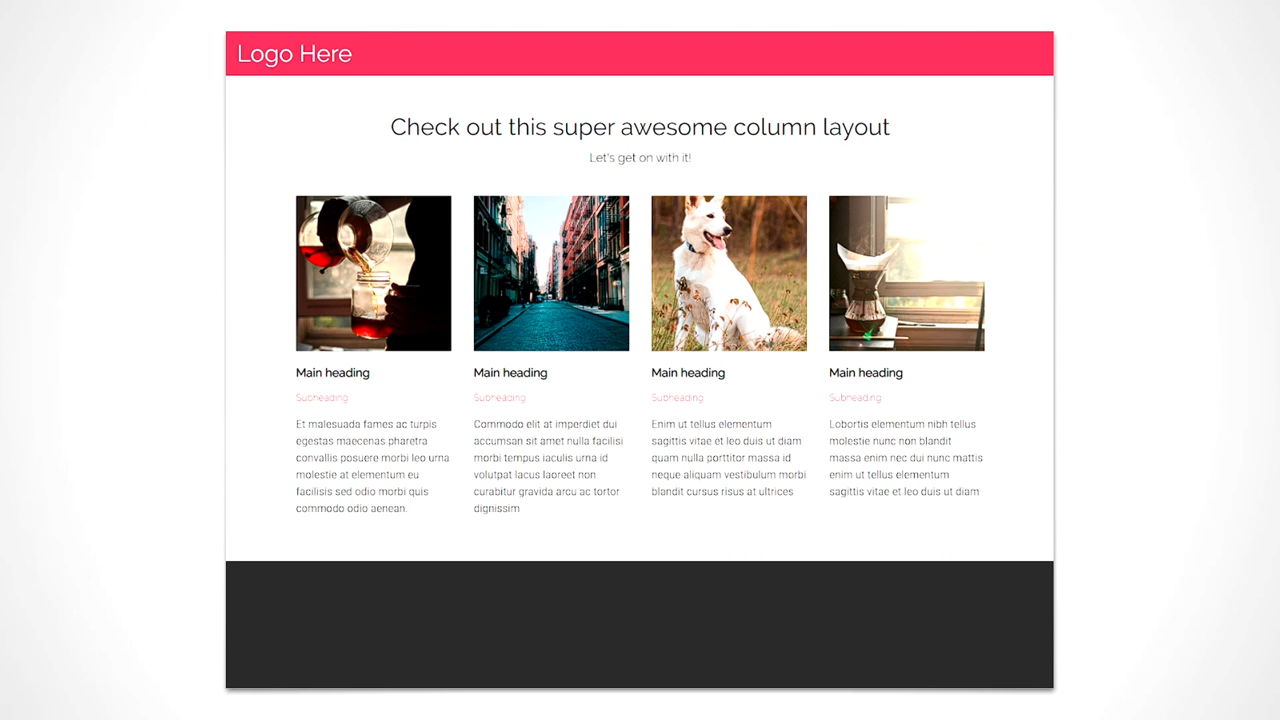 Logo Here
Check out this super awesome column layout
Let's get on with it!
Main heading
Subheading
Et malesuada fames ac turpis
egestas maecenas pharetra
convallis posuere morbi leo urna
molestie at elementum eu
facilisis sed odio morbi quis
commodo odio aenean.
Main heading
Subheading
Commodo elit at imperdiet dui
accumsan sit amet nulla facilisi
morbi tempus iaculis urna id
volutpat lacus laoreet non
curabitur gravida arcu ac tortor
dignissim
Main heading
Subheading
Enim ut tellus elementum
sagittis vitae et leo duis ut diam
quam nulla porttitor massa id
neque aliquam vestibulum morbi
blandit cursus risus at ultrices
Main heading
Subheading
Lobortis elementum nibh tellus
molestie nunc non blandit
massa enim nec dui nunc mattis
enim ut tellus elementum
sagittis vitae et leo duis ut diam